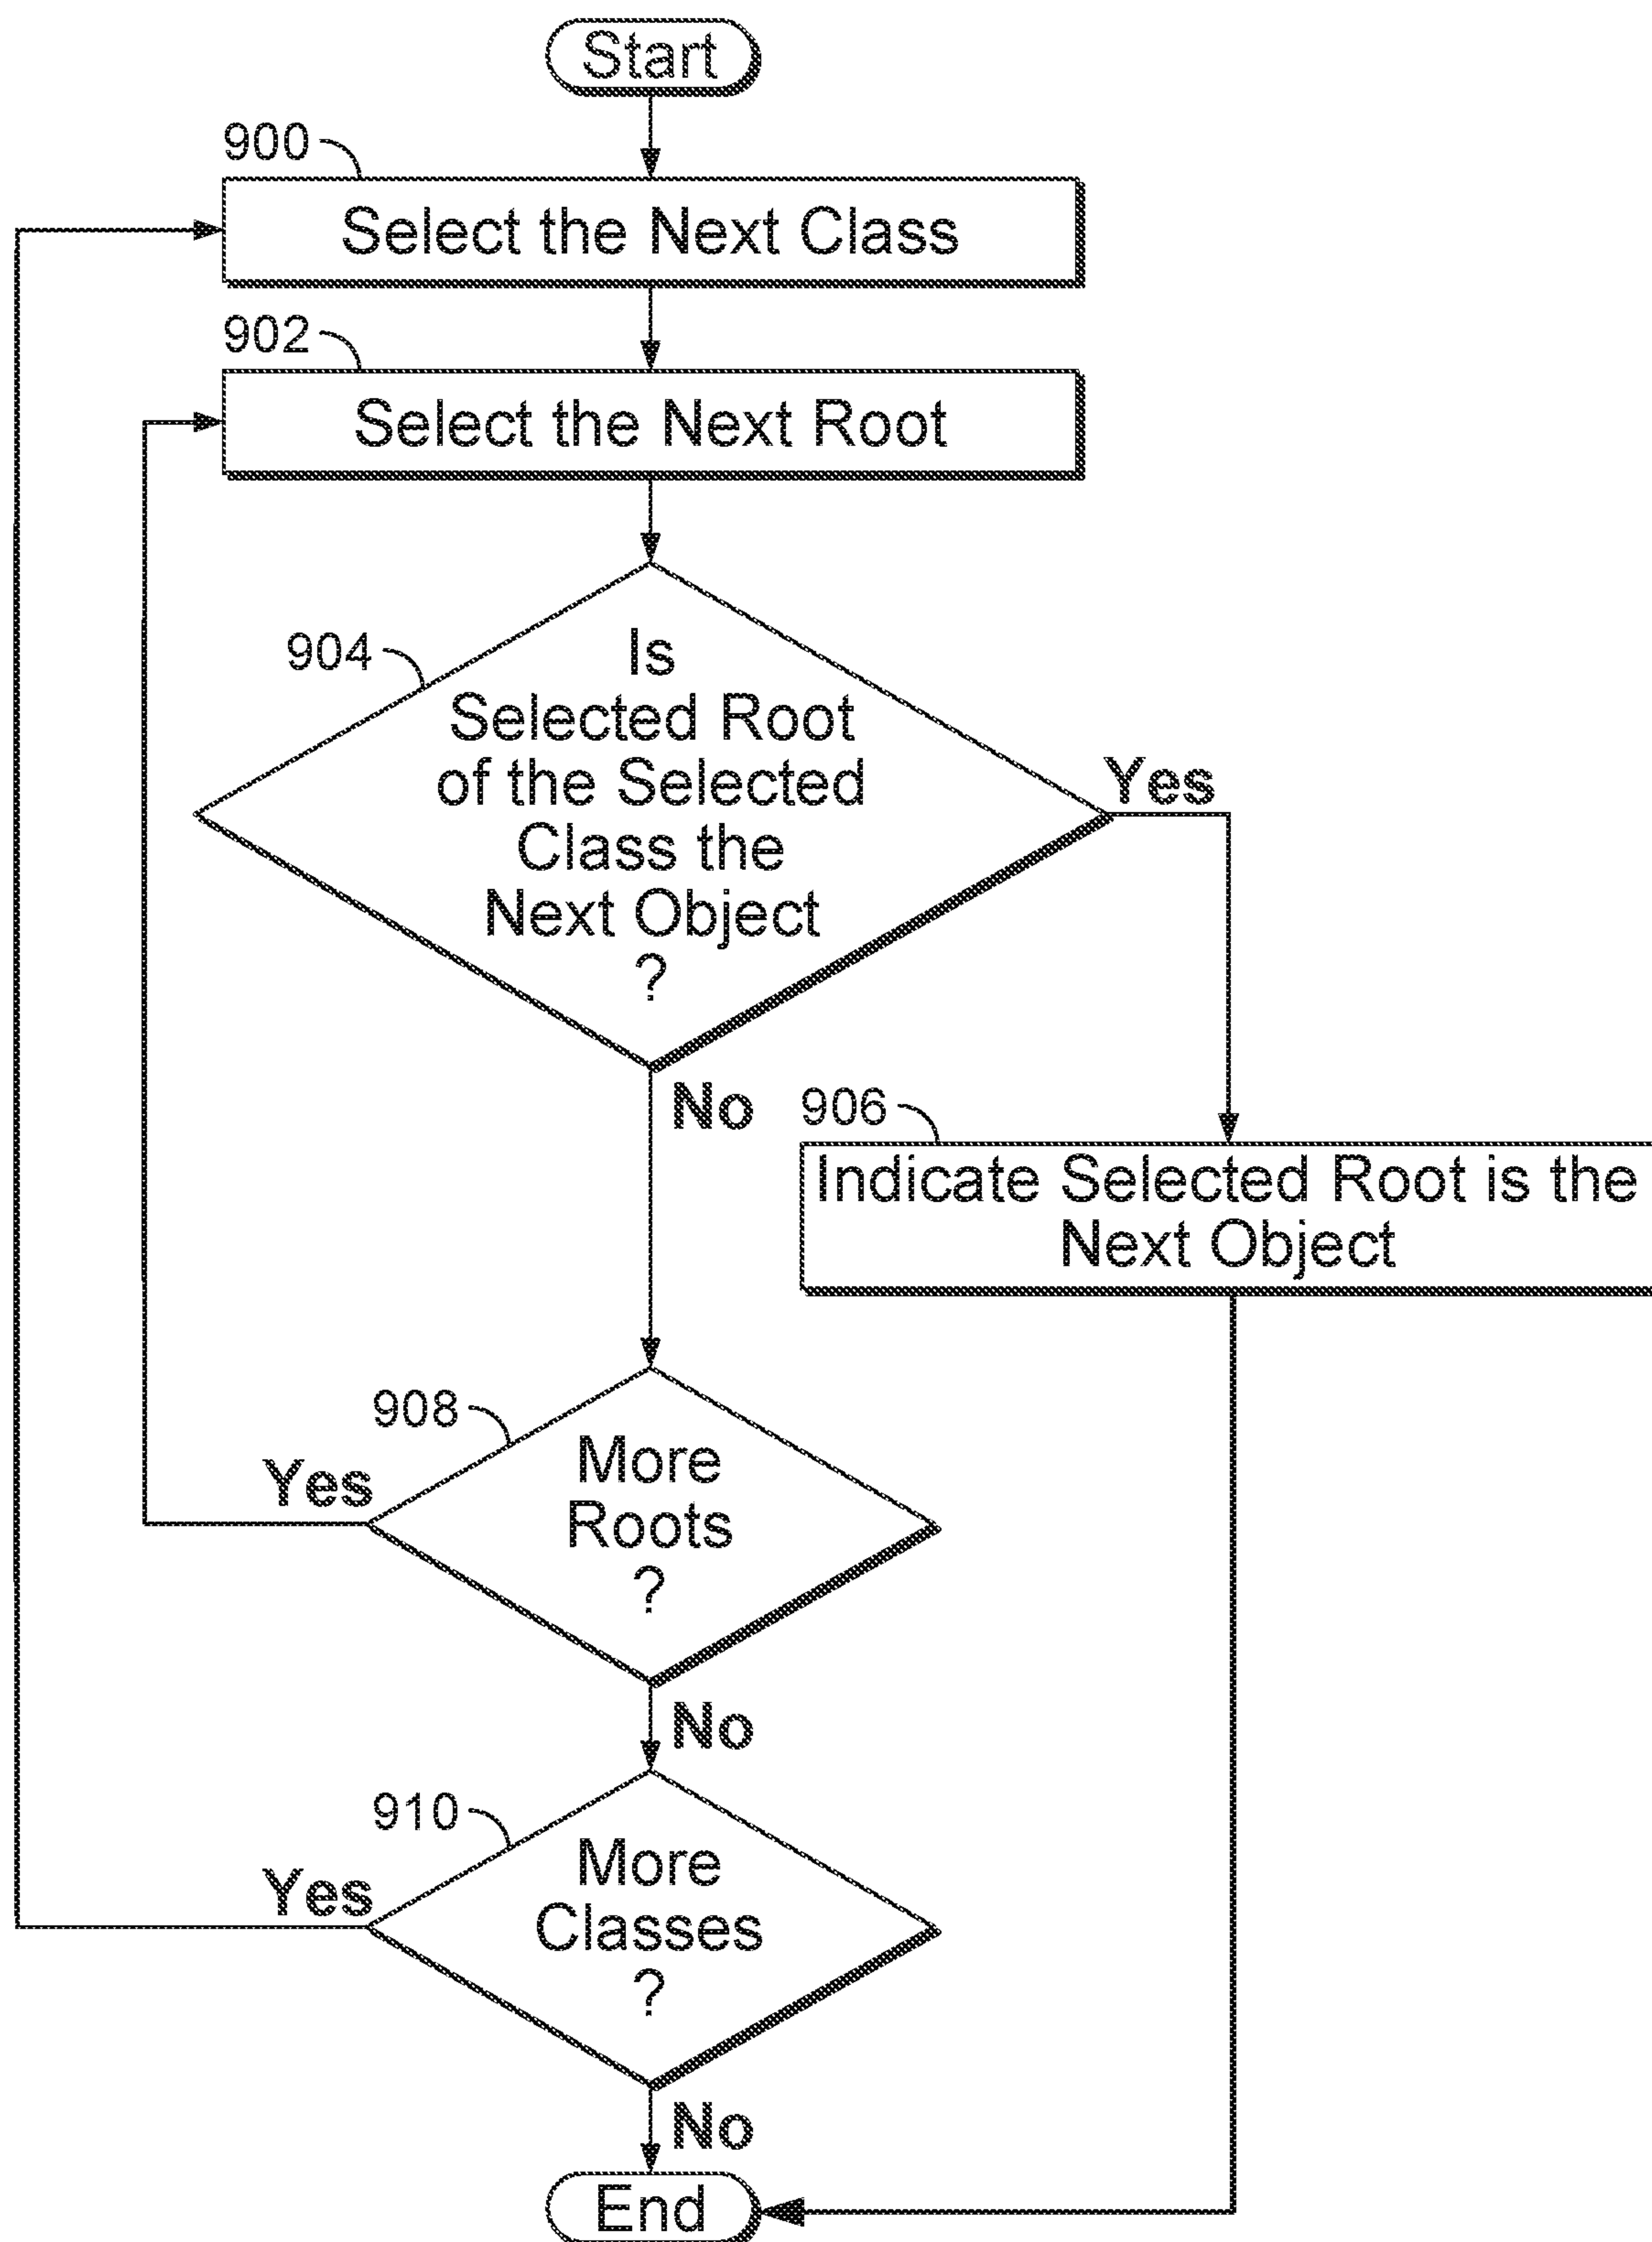 Start
900
Select the Next Class
902
Select the Next Root
904
Is
Selected Root
of the Selected
Class the
Next Object
?
Yes
No
906
Indicate Selected Root is the
Next Object
908
More
Roots
?
Yes
No
910
More
Classes
?
Yes
No
End